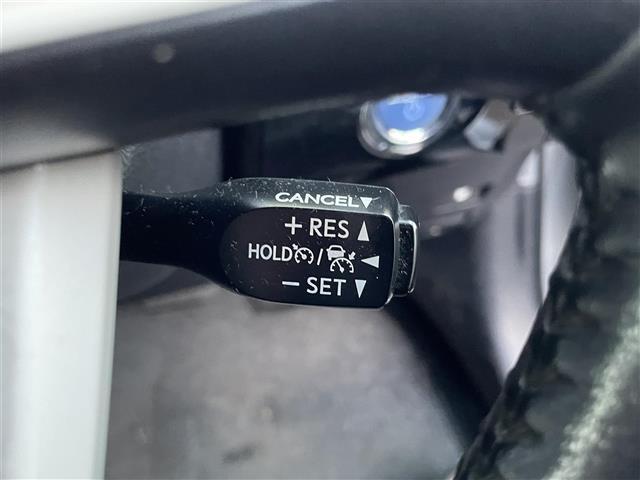 CANCEL▼
+ RES ▲
HOLD / ◀
− SET ▼